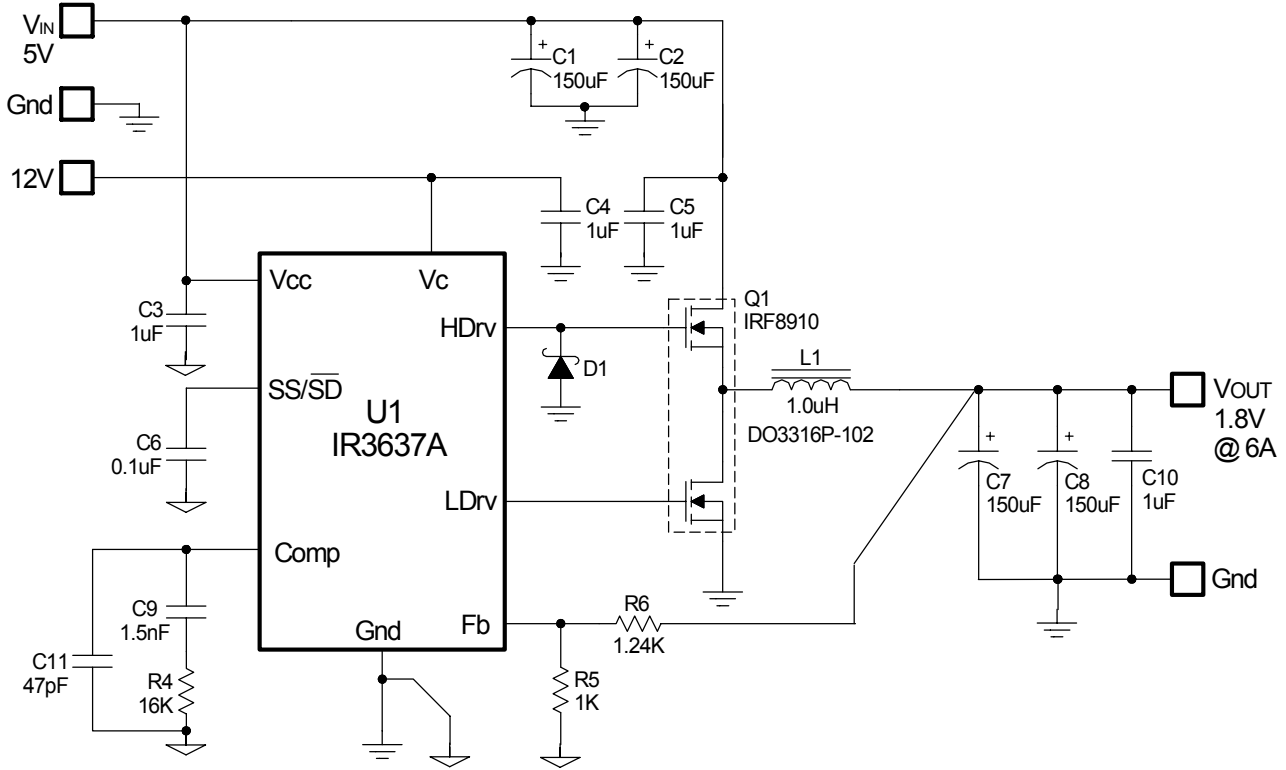 VIN
5V
Gnd
12V
C1
150uF
C2
150uF
C4
1uF
C5
1uF
C3
1uF
C6
0.1uF
Vcc
Vc
HDrv
SS/SD
U1
IR3637A
LDrv
Comp
Gnd
Fb
D1
Q1
IRF8910
L1
1.0uH
DO3316P-102
VOUT
1.8V
@ 6A
C7
150uF
C8
150uF
C10
1uF
Gnd
C9
1.5nF
C11
47pF
R4
16K
R6
1.24K
R5
1K